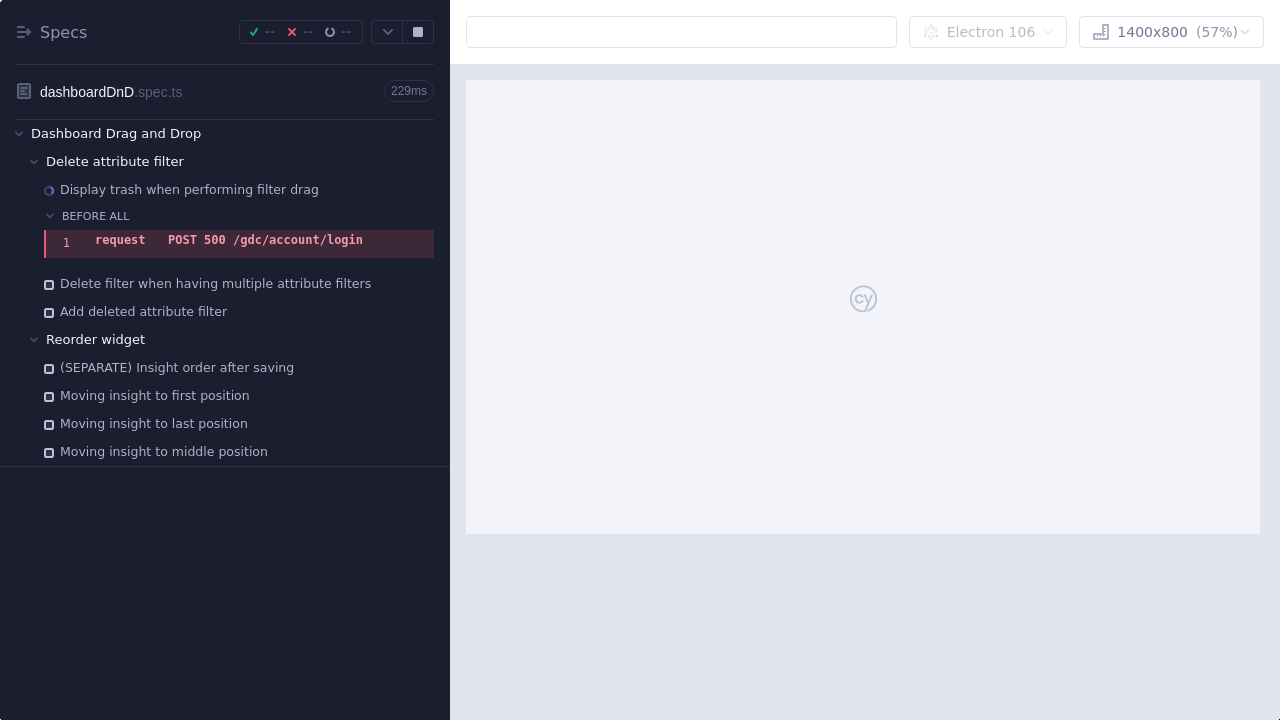 Specs
-- -- --
dashboardDnD.spec.ts
229ms
Dashboard Drag and Drop
Delete attribute filter
Display trash when performing filter drag
BEFORE ALL
1 request POST 500 /gdc/account/login
Delete filter when having multiple attribute filters
Add deleted attribute filter
Reorder widget
(SEPARATE) Insight order after saving
Moving insight to first position
Moving insight to last position
Moving insight to middle position
Electron 106
1400x800 (57%)
cy